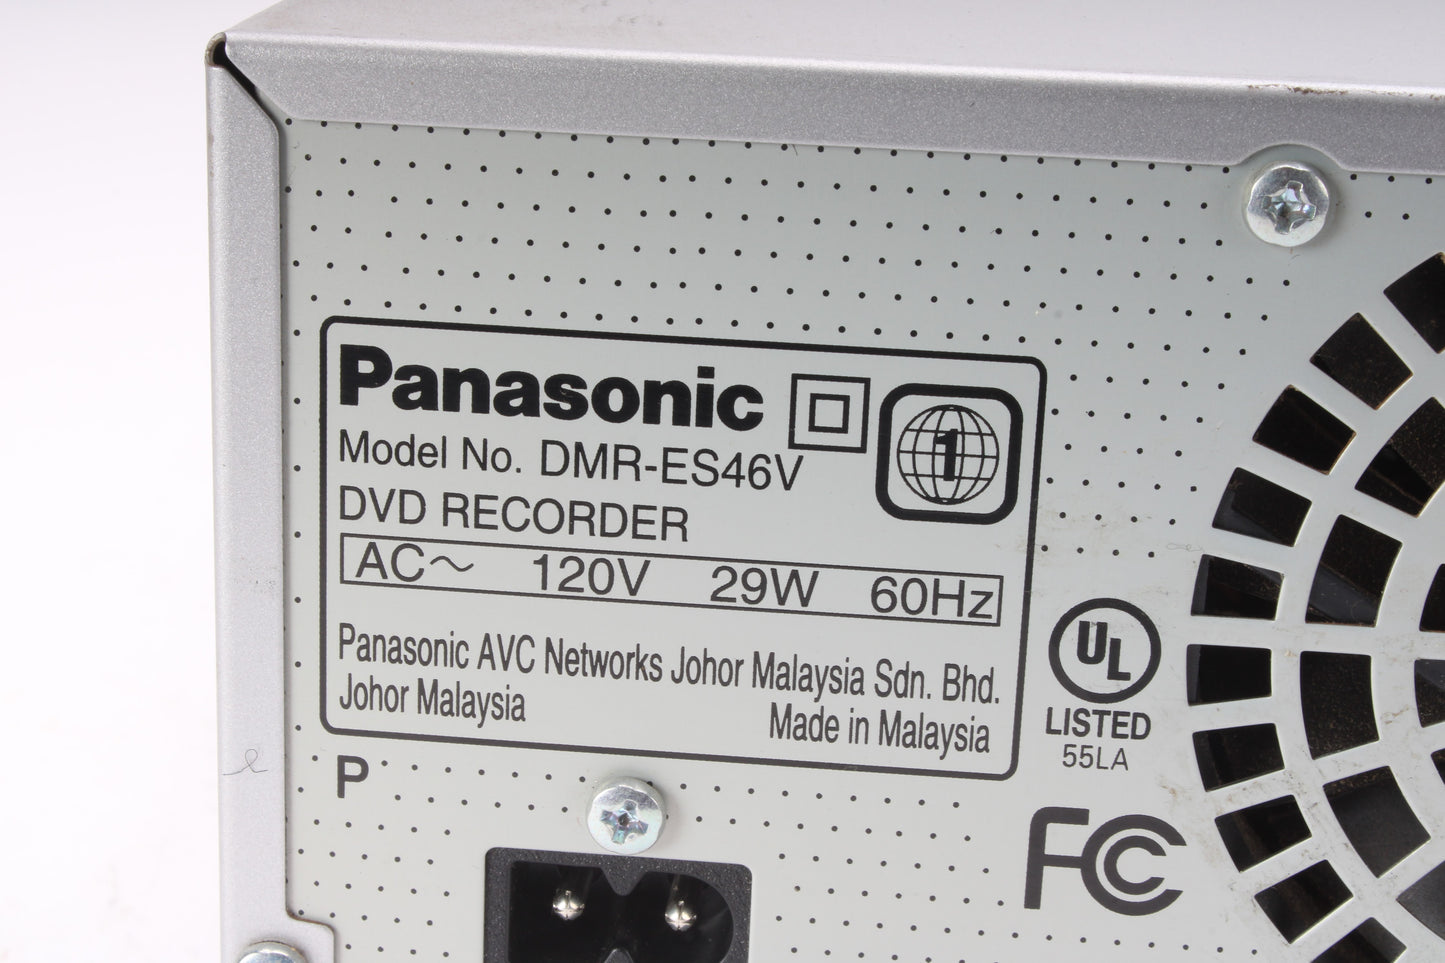 Panasonic
1
Model No. DMR-ES46V
DVD RECORDER
AC~ 120V 29W 60Hz
Panasonic AVC Networks Johor Malaysia Sdn. Bhd.
Johor Malaysia
Made in Malaysia
UL
LISTED
55LA
P
FC